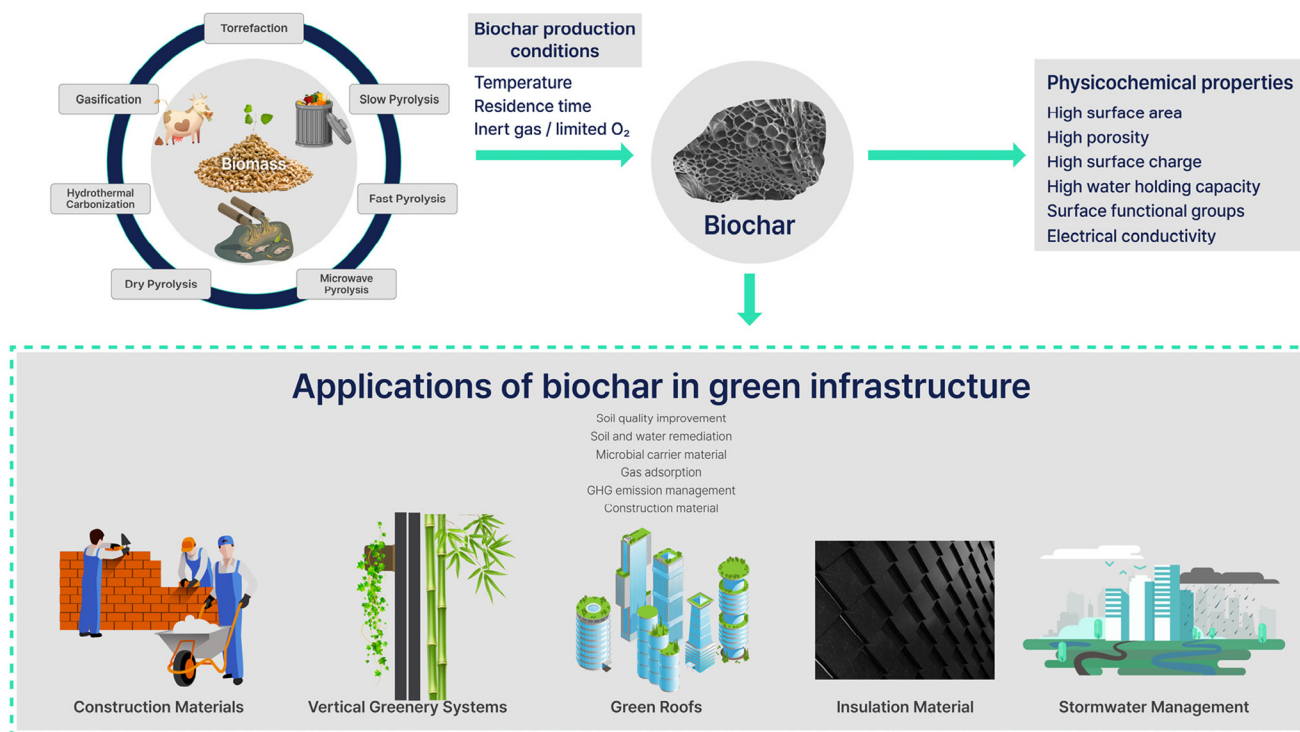 Torrefaction
Gasification
Slow Pyrolysis
Biomass
Hydrothermal
Carbonization
Fast Pyrolysis
Dry Pyrolysis
Microwave
Pyrolysis
Biochar production
conditions
Temperature
Residence time
Inert gas / limited O₂
Biochar
Physicochemical properties
High surface area
High porosity
High surface charge
High water holding capacity
Surface functional groups
Electrical conductivity
Applications of biochar in green infrastructure
Soil quality improvement
Soil and water remediation
Microbial carrier material
Gas adsorption
GHG emission management
Construction material
Construction Materials
Vertical Greenery Systems
Green Roofs
Insulation Material
Stormwater Management